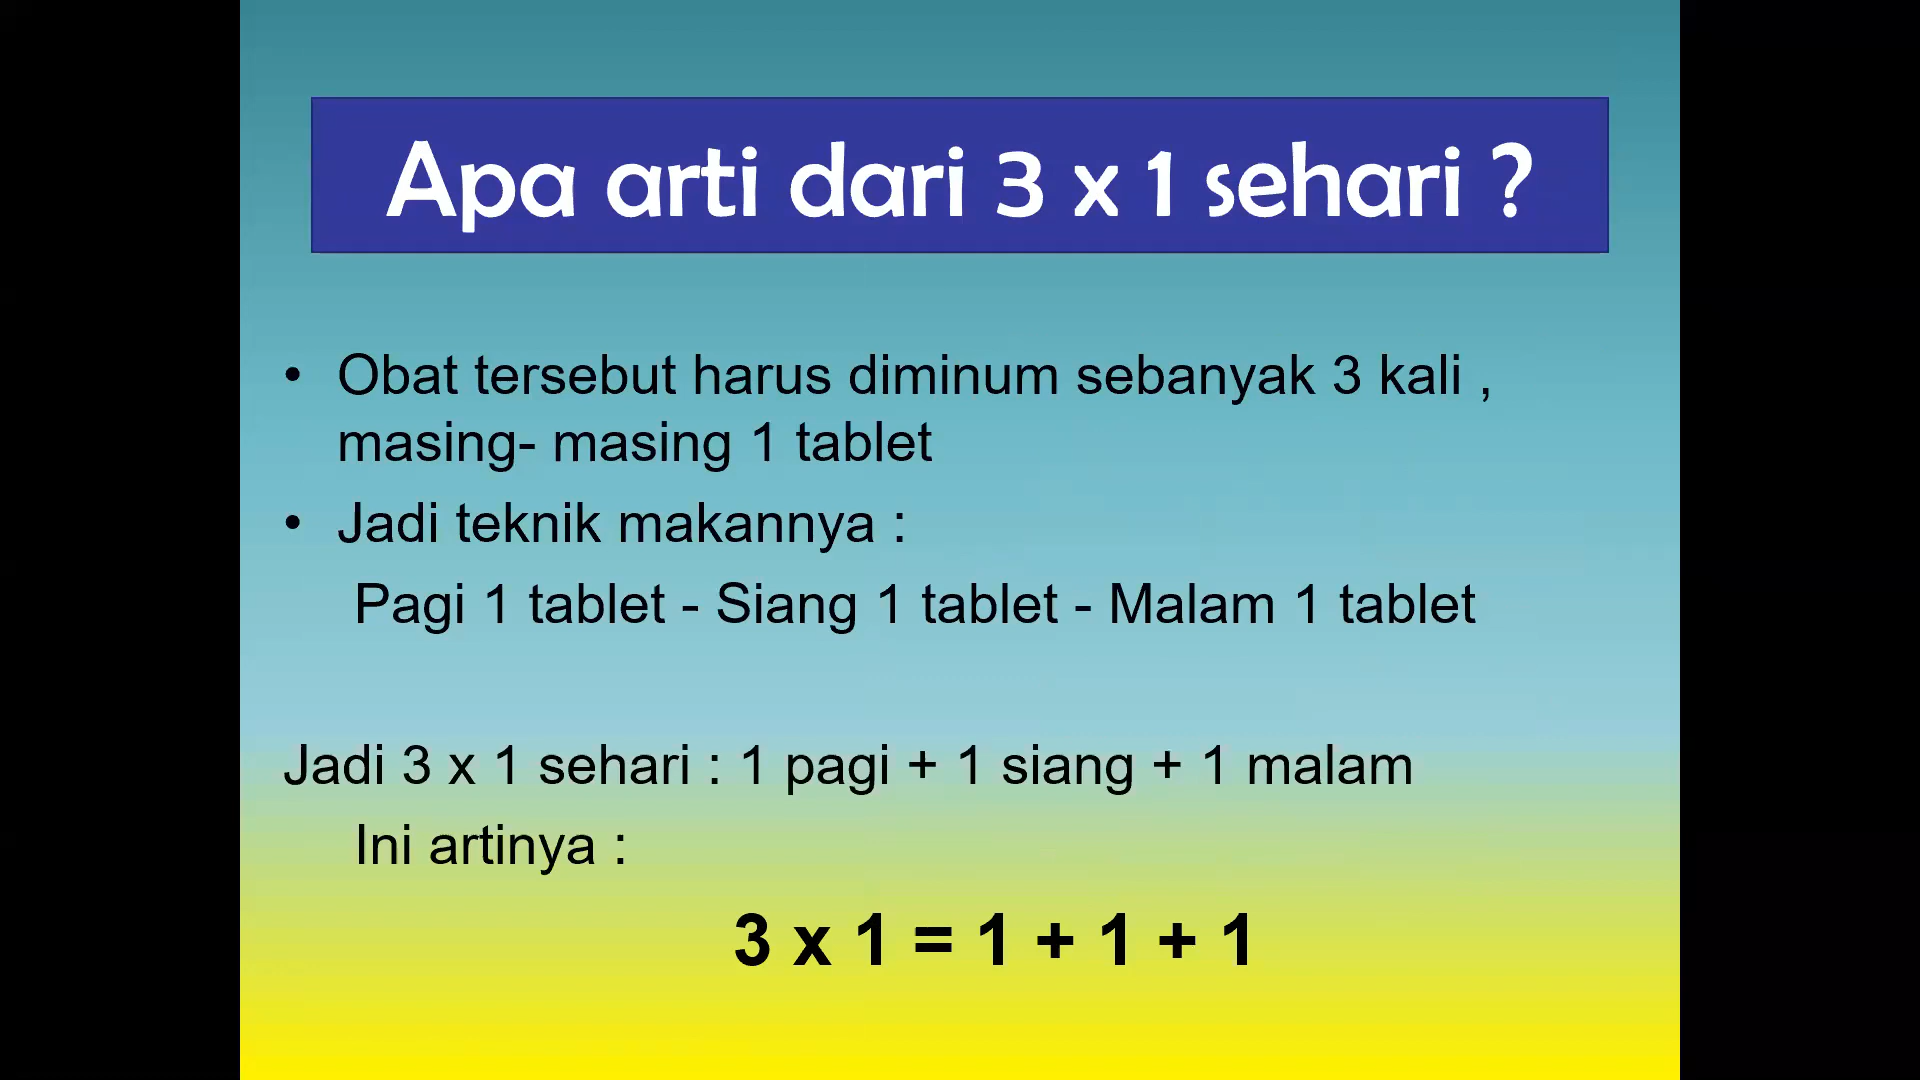 Apa arti dari 3 x 1 sehari ?
• Obat tersebut harus diminum sebanyak 3 kali ,
masing- masing 1 tablet
• Jadi teknik makannya :
Pagi 1 tablet - Siang 1 tablet - Malam 1 tablet
Jadi 3 x 1 sehari : 1 pagi + 1 siang + 1 malam
Ini artinya :
3 x 1 = 1 + 1 + 1